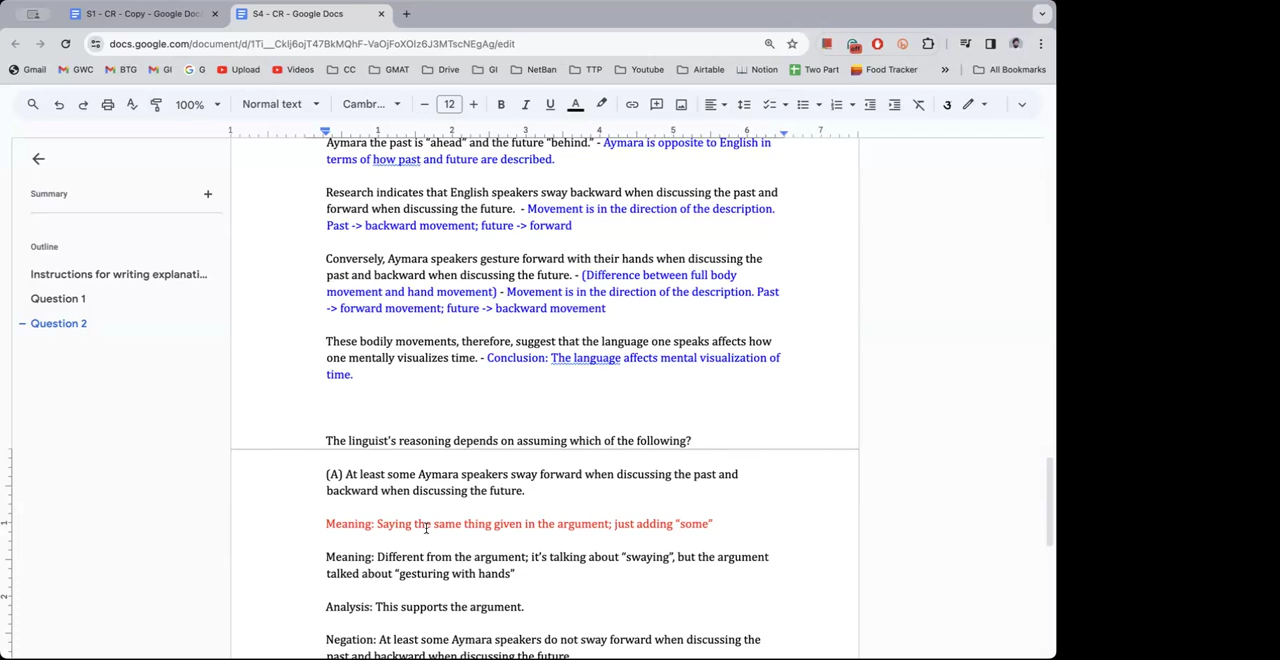 S1 - CR - Copy - Google Doc
S4 - CR - Google Docs
docs.google.com/document/d/1Ti__CkIj6ojT47BkMQhF-VaOjFoXOIz6J3MTscNEgAg/edit
Gmail GWC BTG GI G Upload Videos CC GMAT Drive GI NetBan TTP Youtube Airtable Notion Two Part Food Tracker » All Bookmarks
100% Normal text Cambr... 12 B I U A
1 1 2 3 4 5 6 7
Summary
Outline
Instructions for writing explanati...
Question 1
Question 2
Aymara the past is “ahead” and the future “behind.” - Aymara is opposite to English in
terms of how past and future are described.
Research indicates that English speakers sway backward when discussing the past and
forward when discussing the future. - Movement is in the direction of the description.
Past -> backward movement; future -> forward
Conversely, Aymara speakers gesture forward with their hands when discussing the
past and backward when discussing the future. - (Difference between full body
movement and hand movement) - Movement is in the direction of the description. Past
-> forward movement; future -> backward movement
These bodily movements, therefore, suggest that the language one speaks affects how
one mentally visualizes time. - Conclusion: The language affects mental visualization of
time.
The linguist's reasoning depends on assuming which of the following?
(A) At least some Aymara speakers sway forward when discussing the past and
backward when discussing the future.
Meaning: Saying the same thing given in the argument; just adding “some”
Meaning: Different from the argument; it’s talking about “swaying”, but the argument
talked about “gesturing with hands”
Analysis: This supports the argument.
Negation: At least some Aymara speakers do not sway forward when discussing the
past and backward when discussing the future.